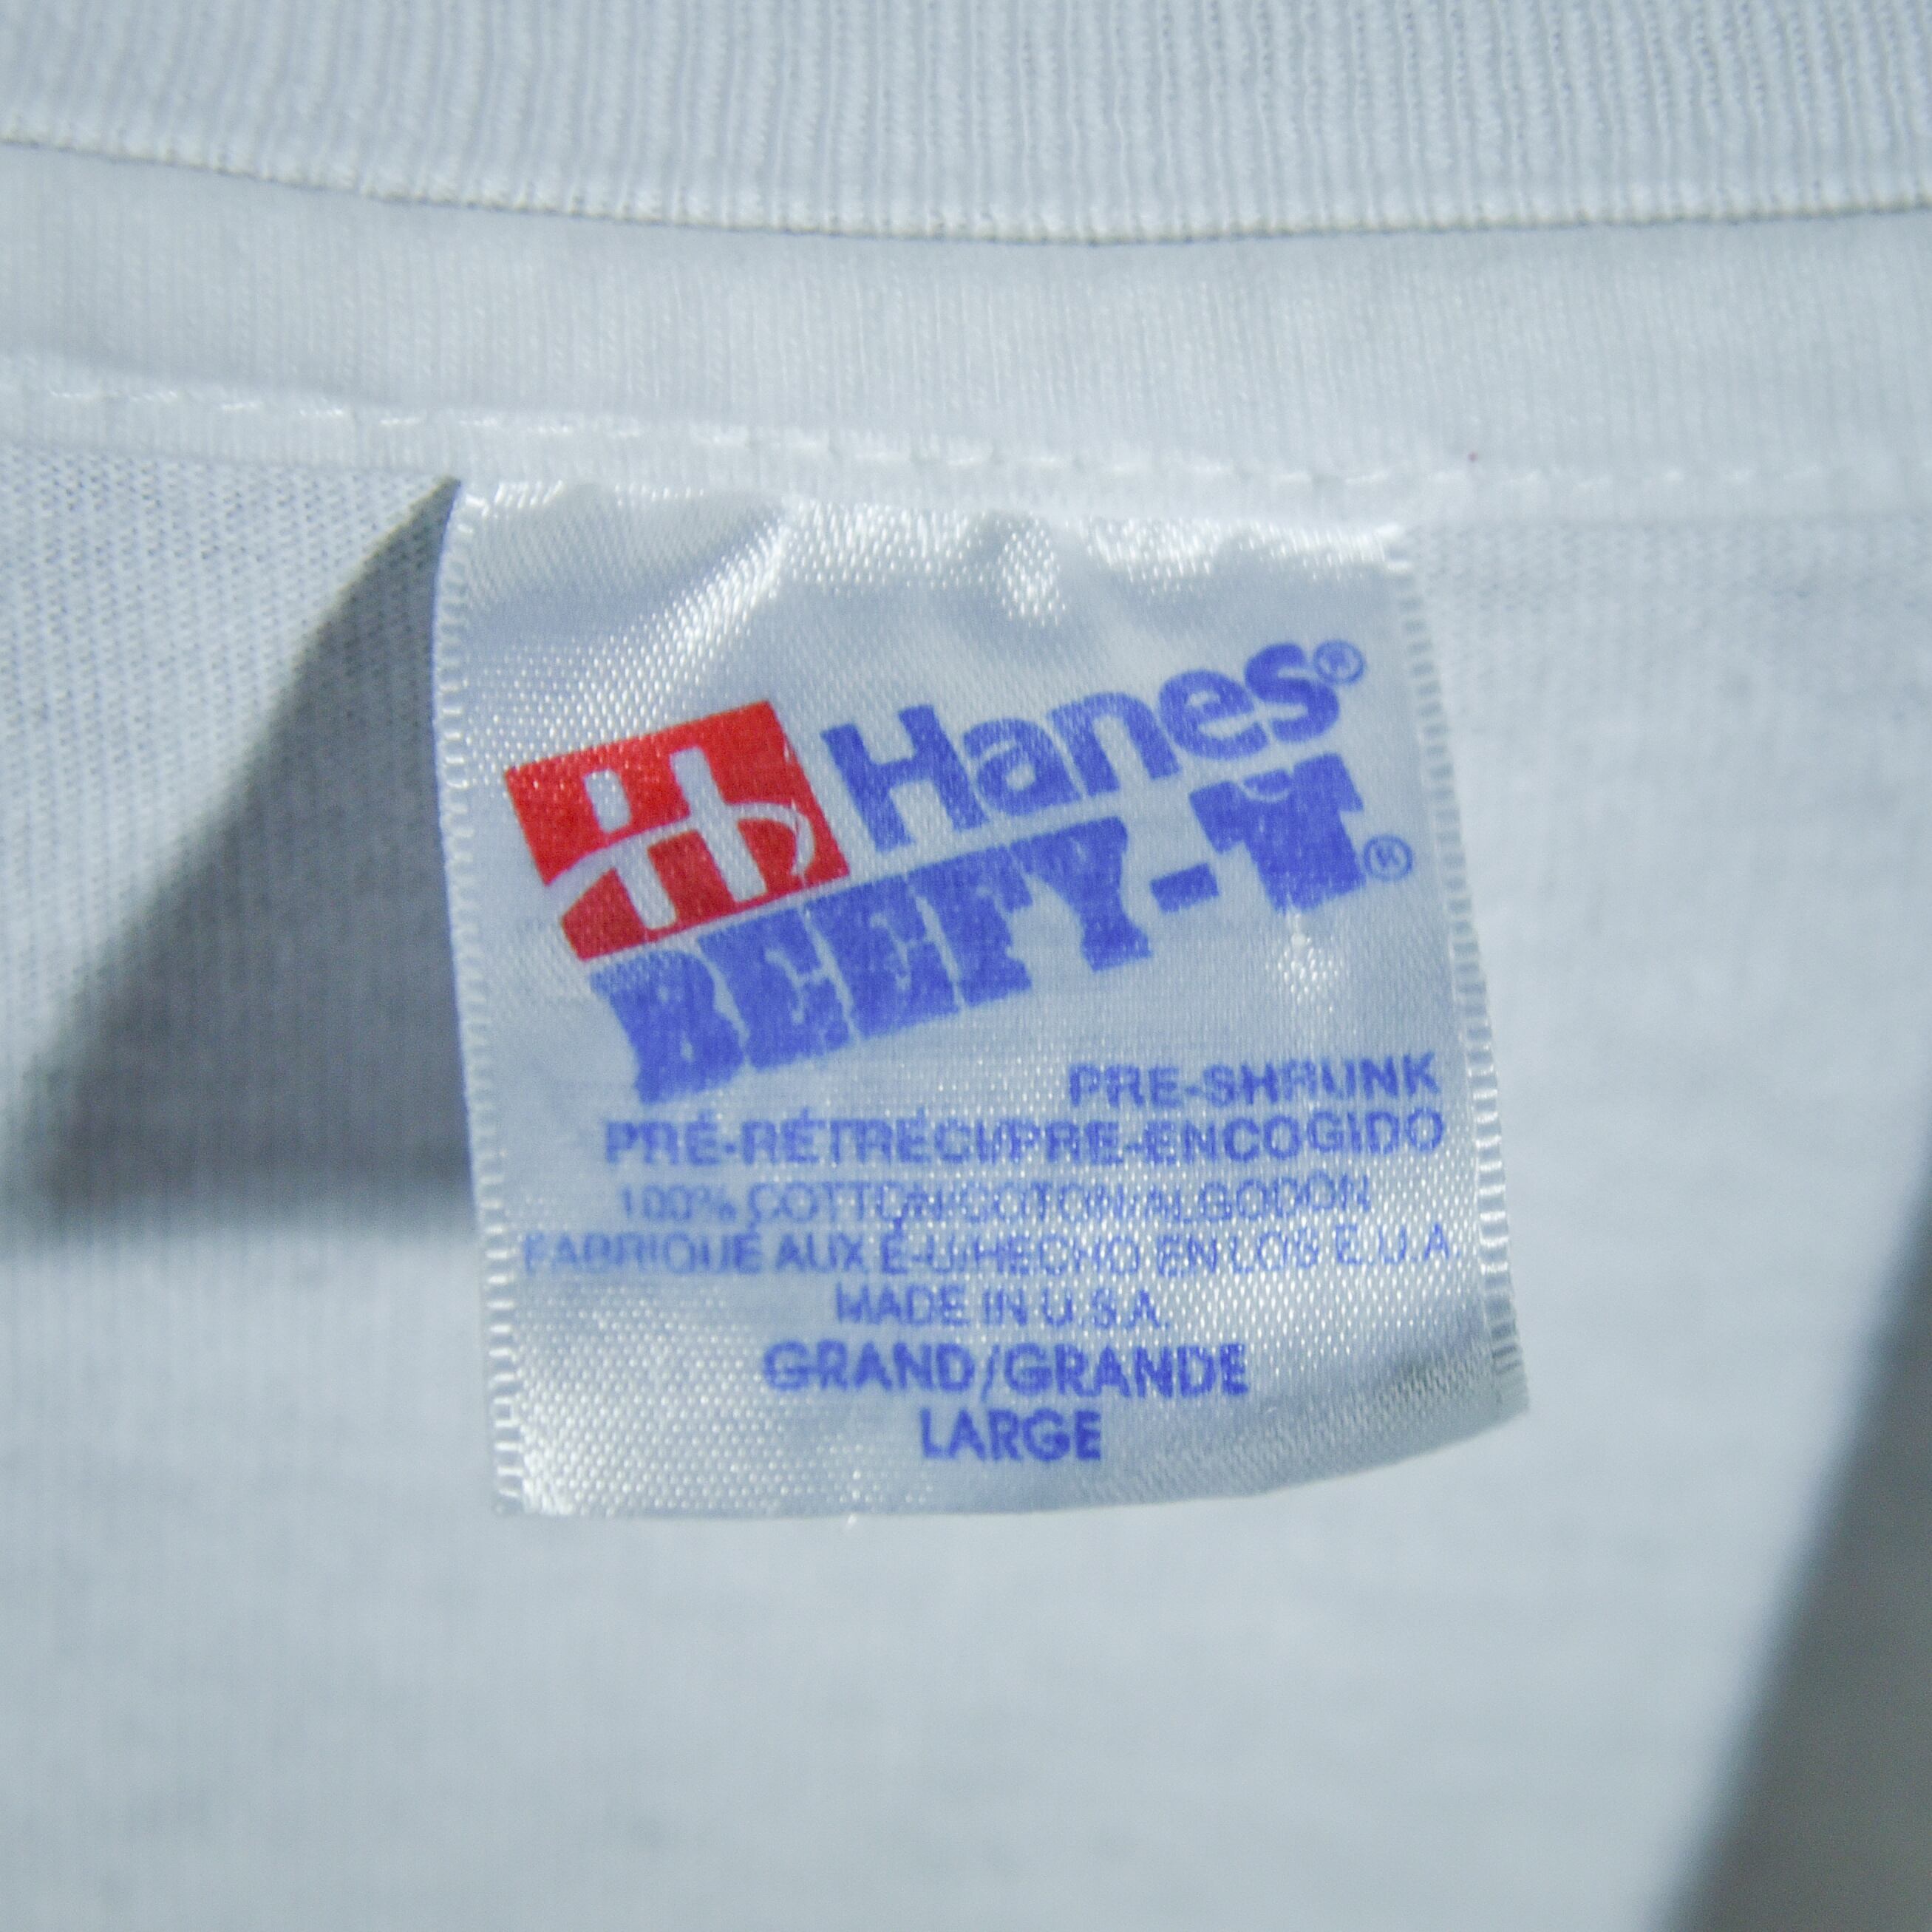 Hanes®
BEEFY-T®
PRE-SHRUNK
PRÉ-RÉTRÉCI/PRE-ENCOGIDO
100% COTTON/COTON/ALGODON
FABRIQUÉ AUX É-U/HECHO EN LOS E.U.A
MADE IN U.S.A.
GRAND/GRANDE
LARGE